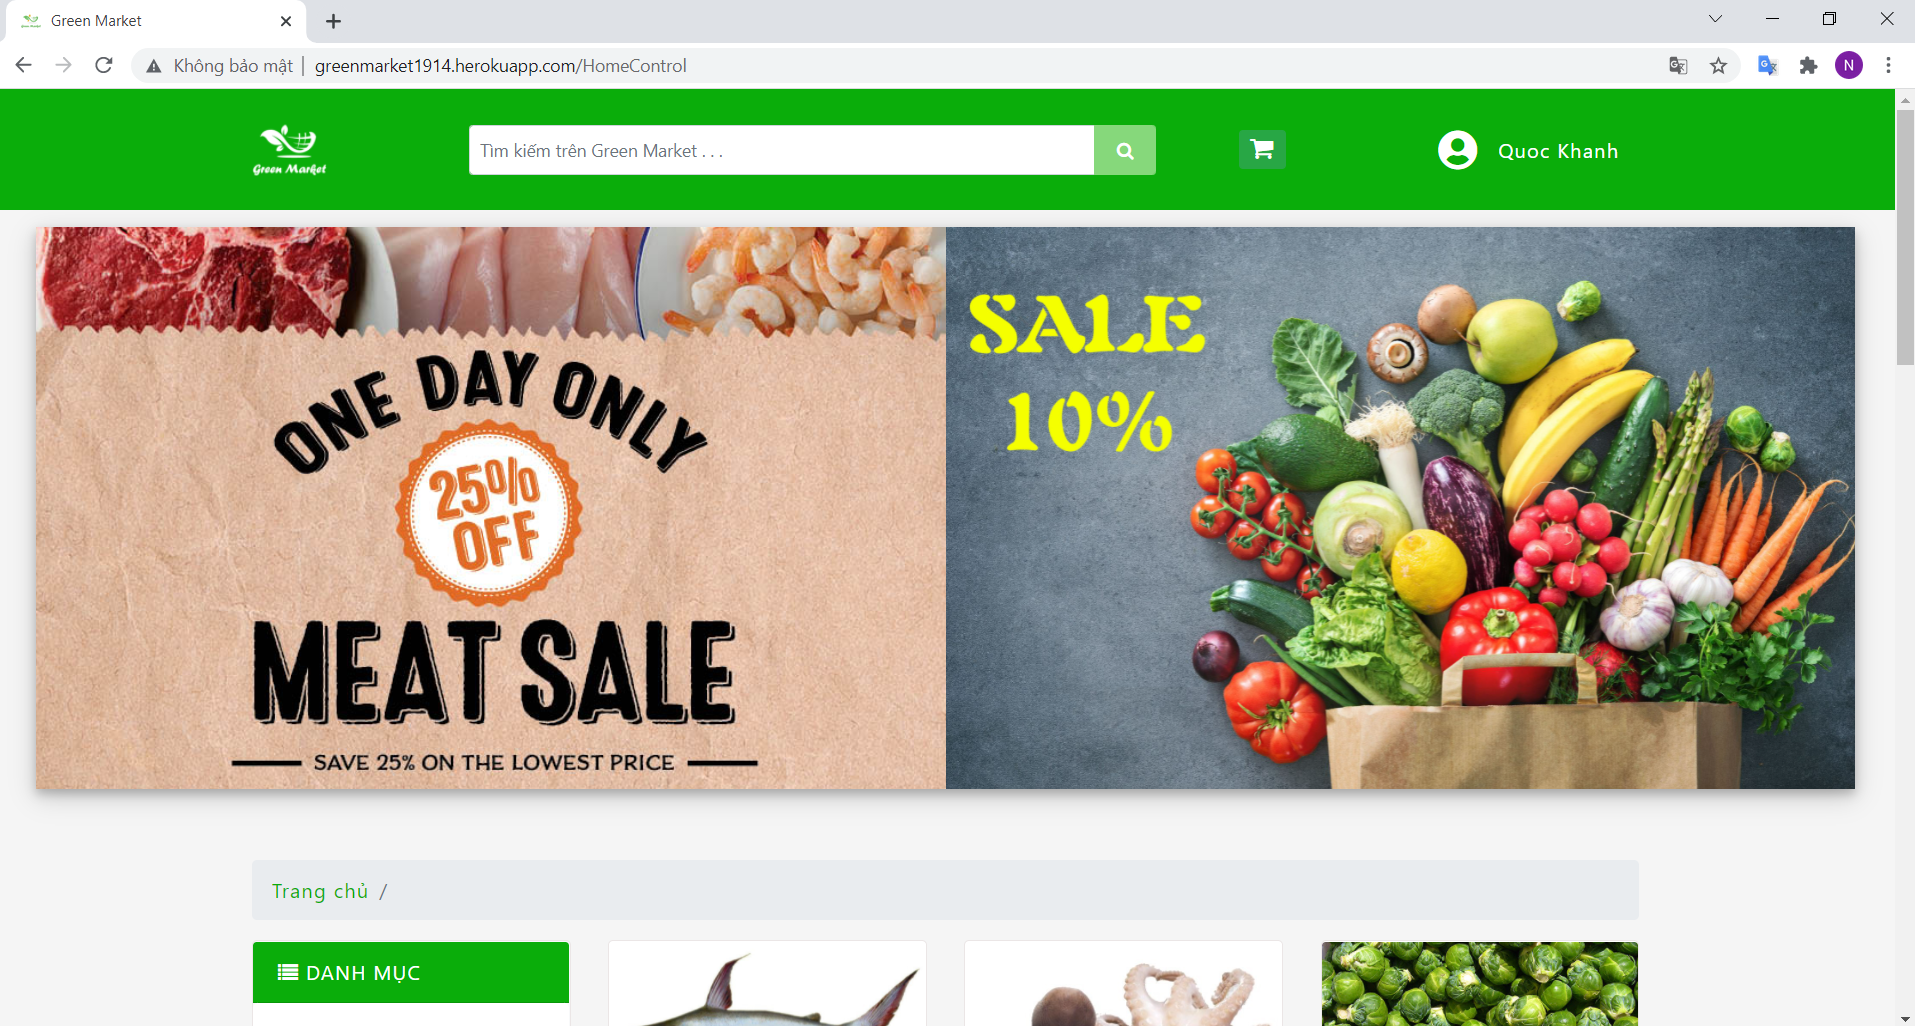 Green Market
Không bảo mật | greenmarket1914.herokuapp.com/HomeControl
N
Green Market
Tìm kiếm trên Green Market . . .
Quoc Khanh
ONE DAY ONLY
25%
OFF
MEAT SALE
SAVE 25% ON THE LOWEST PRICE
SALE
10%
Trang chủ /
DANH MỤC